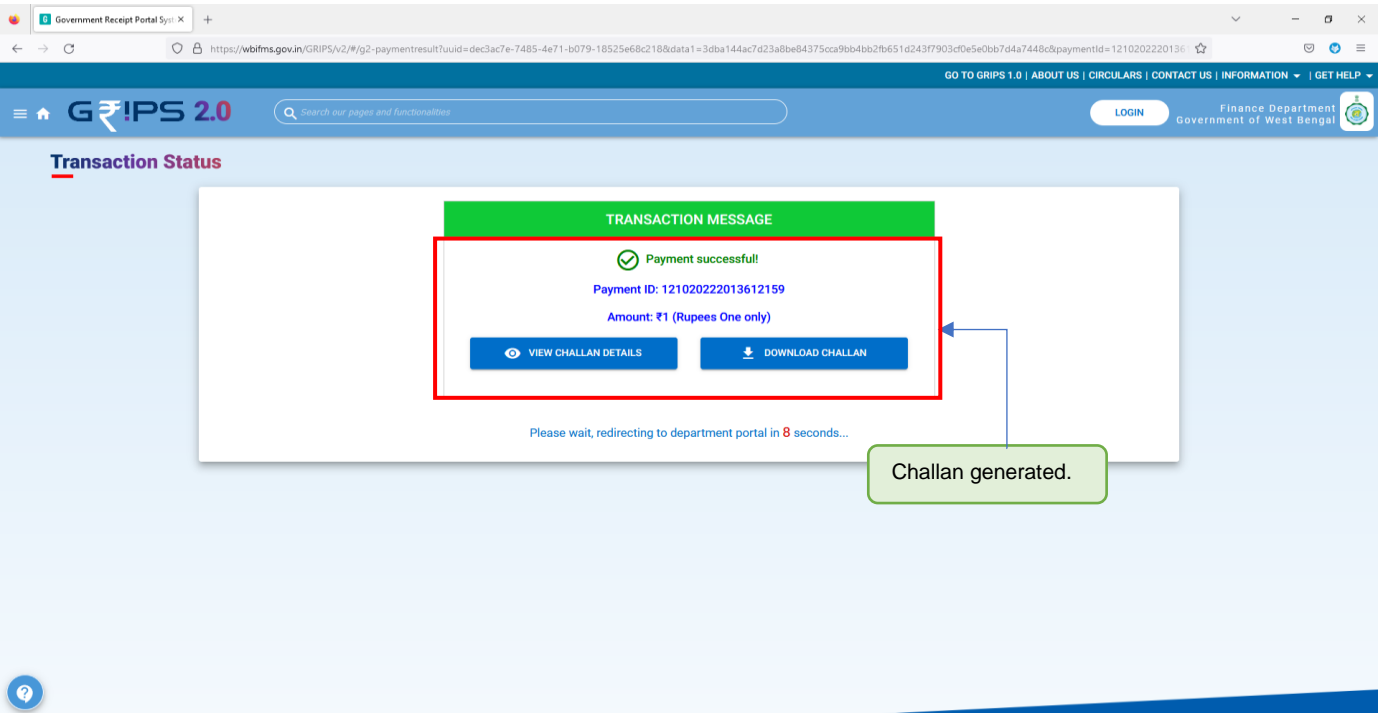 Government Receipt Portal Syst
https://wbifms.gov.in/GRIPS/v2/#/g2-paymentresult?uuid=dec3ac7e-7485-4e71-b079-18525e68c218&data1=3dba144ac7d23a8be84375cca9bb4bb2fb651d243f7903cf0e5e0bb7d4a7448c&paymentId=12102022201361
GO TO GRIPS 1.0 | ABOUT US | CIRCULARS | CONTACT US | INFORMATION | GET HELP
G₹!PS 2.0
Search our pages and functionalities
LOGIN
Finance Department
Government of West Bengal
Transaction Status
TRANSACTION MESSAGE
Payment successful!
Payment ID: 121020222013612159
Amount: ₹1 (Rupees One only)
VIEW CHALLAN DETAILS
DOWNLOAD CHALLAN
Please wait, redirecting to department portal in 8 seconds...
Challan generated.